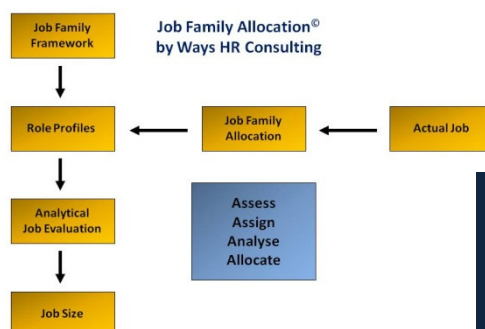 Job Family
Framework
Job Family Allocation©
by Ways HR Consulting
Role Profiles
Job Family
Allocation
Actual Job
Analytical
Job Evaluation
Assess
Assign
Analyse
Allocate
Job Size